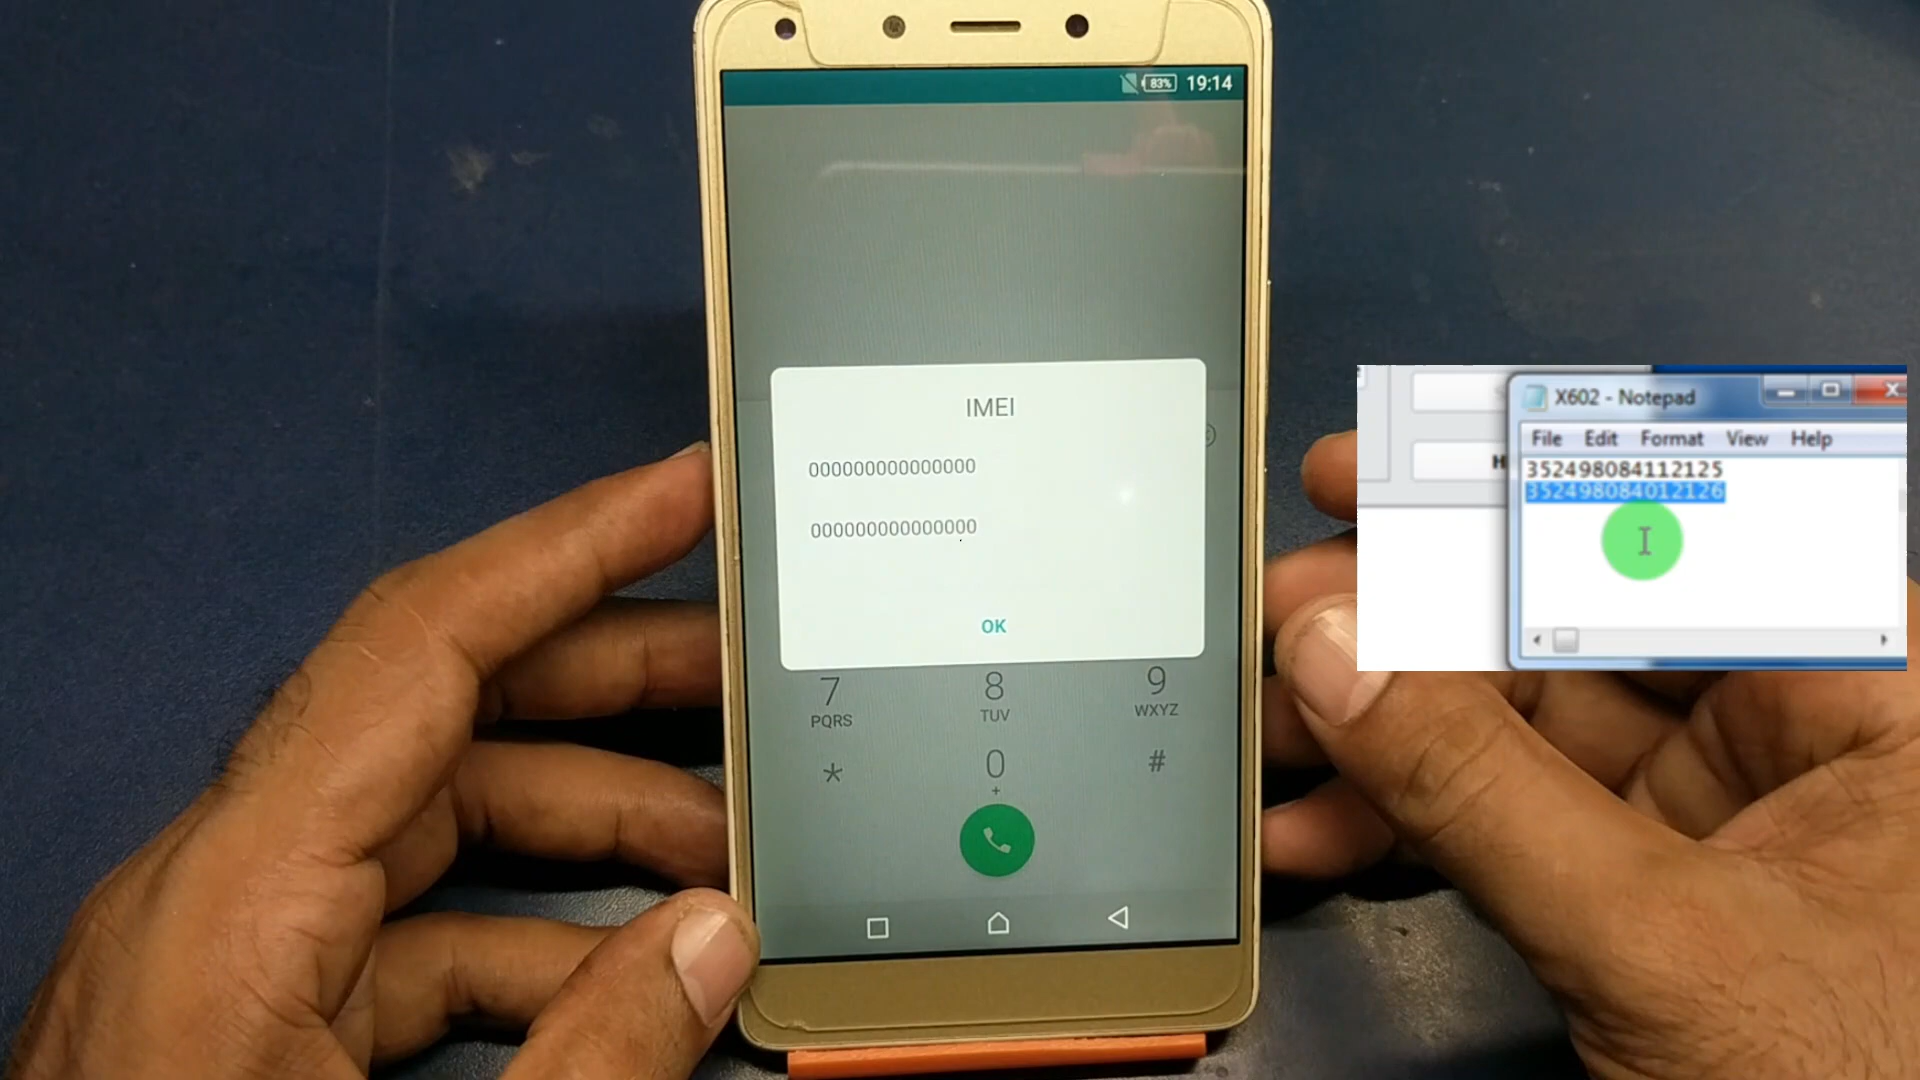 83% 19:14
IMEI
000000000000000
000000000000000
OK
7 8 9
PQRS TUV WXYZ
* 0 #
+
X602 - Notepad
File Edit Format View Help
352498084112125
352498084012126